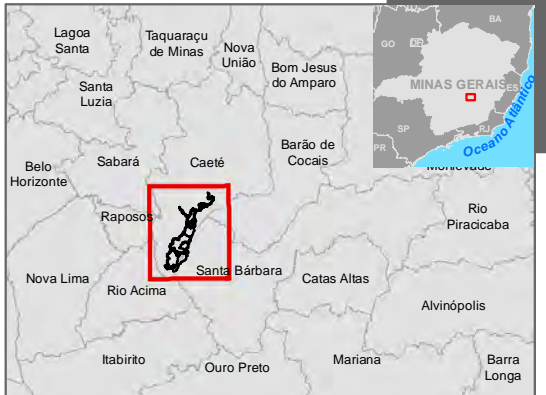 Lagoa
Santa
Taquaraçu
de Minas
Nova
União
Bom Jesus
do Amparo
Santa
Luzia
Belo
Horizonte
Sabará
Caeté
Barão de
Cocais
Raposos
Rio
Piracicaba
Nova Lima
Santa Bárbara
Catas Altas
Rio Acima
Alvinópolis
Itabirito
Ouro Preto
Mariana
Barra
Longa
BA
GO
DF
MINAS GERAIS
ES
SP
RJ
PR
Oceano Atlântico